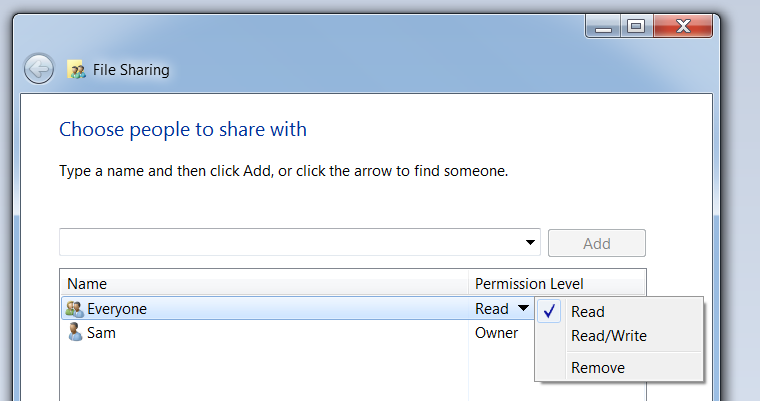 File Sharing
Choose people to share with
Type a name and then click Add, or click the arrow to find someone.
Add
Name Permission Level
Everyone Read
Sam Owner
Read
Read/Write
Remove